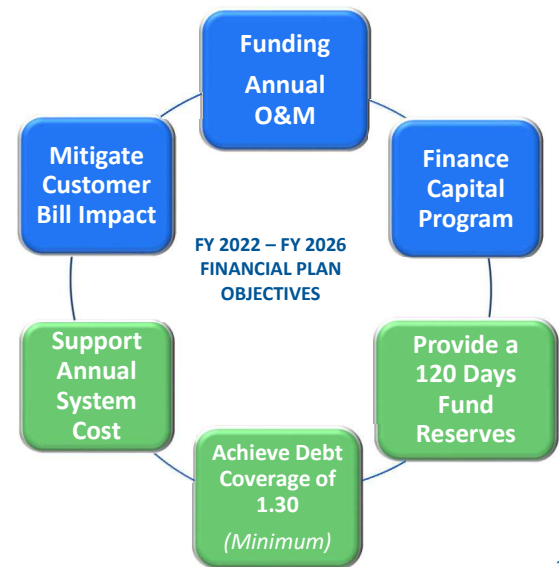 Funding
Annual
O&M
Finance
Capital
Program
Provide a
120 Days
Fund
Reserves
Achieve Debt
Coverage of
1.30
(Minimum)
Support
Annual
System
Cost
Mitigate
Customer
Bill Impact
FY 2022 – FY 2026
FINANCIAL PLAN
OBJECTIVES